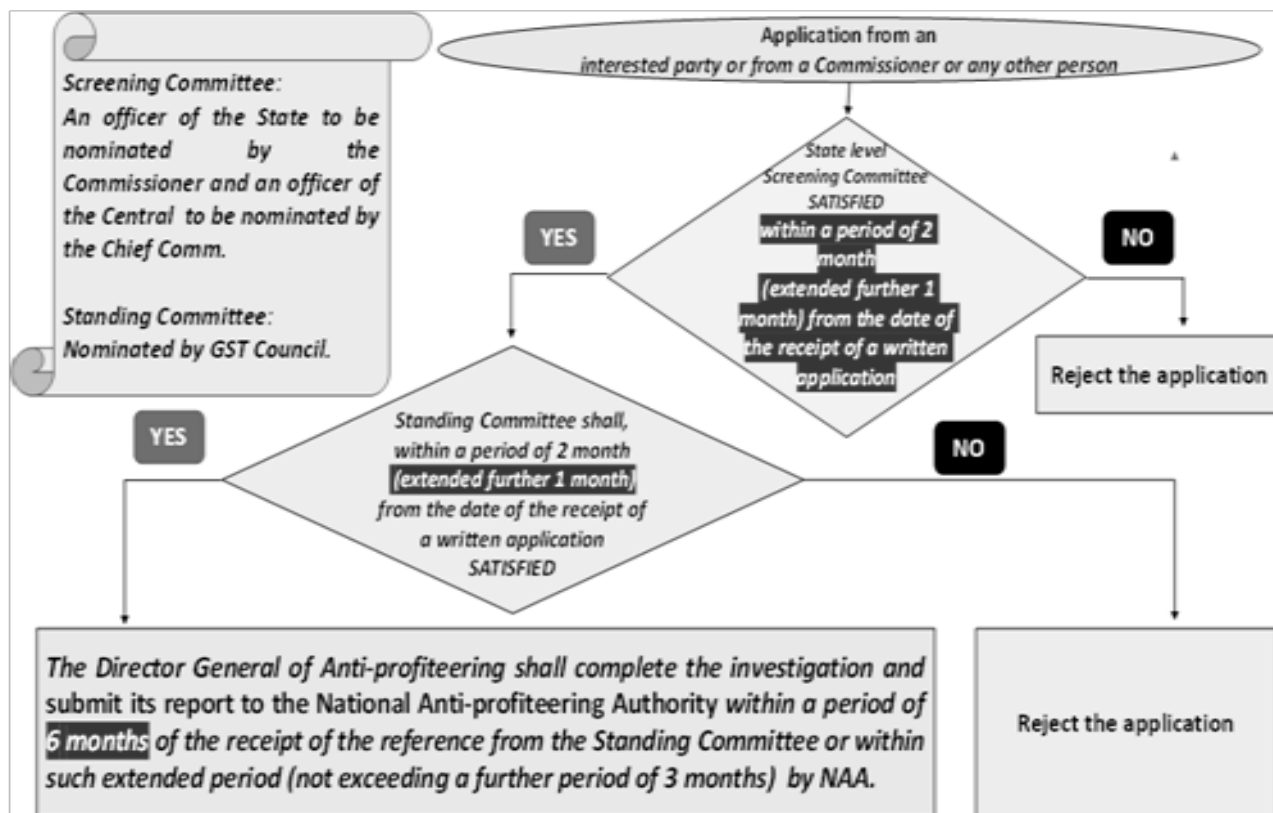 Screening Committee:
An officer of the State to be
nominated by the
Commissioner and an officer of
the Central to be nominated by
the Chief Comm.
Standing Committee:
Nominated by GST Council.
Application from an
interested party or from a Commissioner or any other person
State level
Screening Committee
SATISFIED
within a period of 2
month
(extended further 1
month) from the date of
the receipt of a written
application
YES
NO
Reject the application
Standing Committee shall,
within a period of 2 month
(extended further 1 month)
from the date of the receipt of
a written application
SATISFIED
YES
NO
The Director General of Anti-profiteering shall complete the investigation and
submit its report to the National Anti-profiteering Authority within a period of
6 months of the receipt of the reference from the Standing Committee or within
such extended period (not exceeding a further period of 3 months) by NAA.
Reject the application